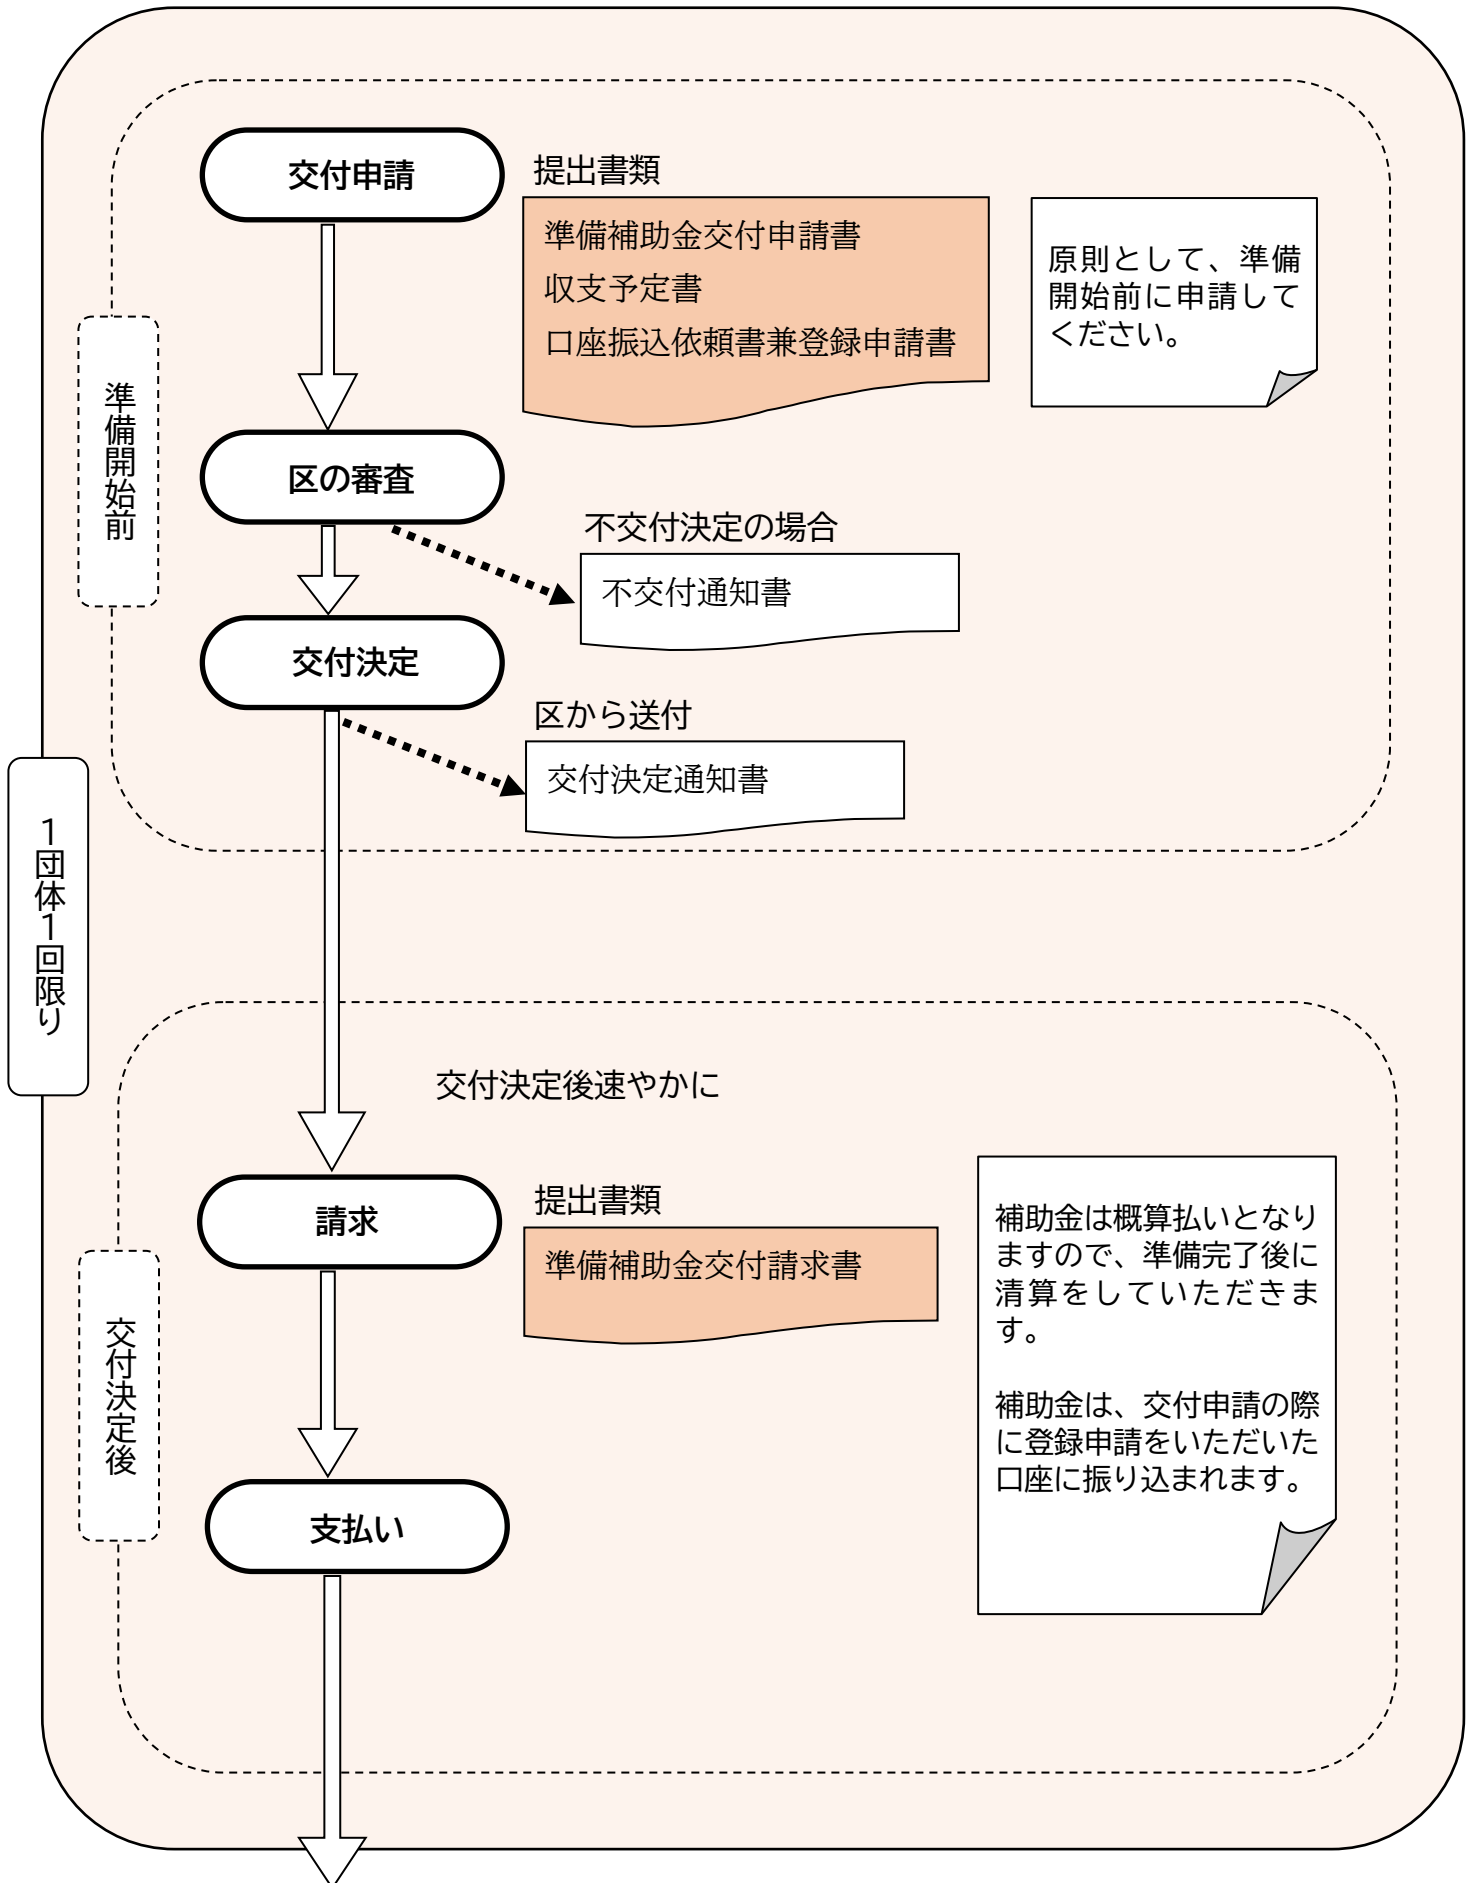 交付申請
提出書類
準備補助金交付申請書
収支予定書
口座振込依頼書兼登録申請書
原則として、準備
開始前に申請して
ください。
準備開始前
区の審査
不交付決定の場合
不交付通知書
交付決定
区から送付
交付決定通知書
１団体１回限り
交付決定後速やかに
請求
提出書類
準備補助金交付請求書
補助金は概算払いとなり
ますので、準備完了後に
清算をしていただきま
す。
補助金は、交付申請の際
に登録申請をいただいた
口座に振り込まれます。
交付決定後
支払い